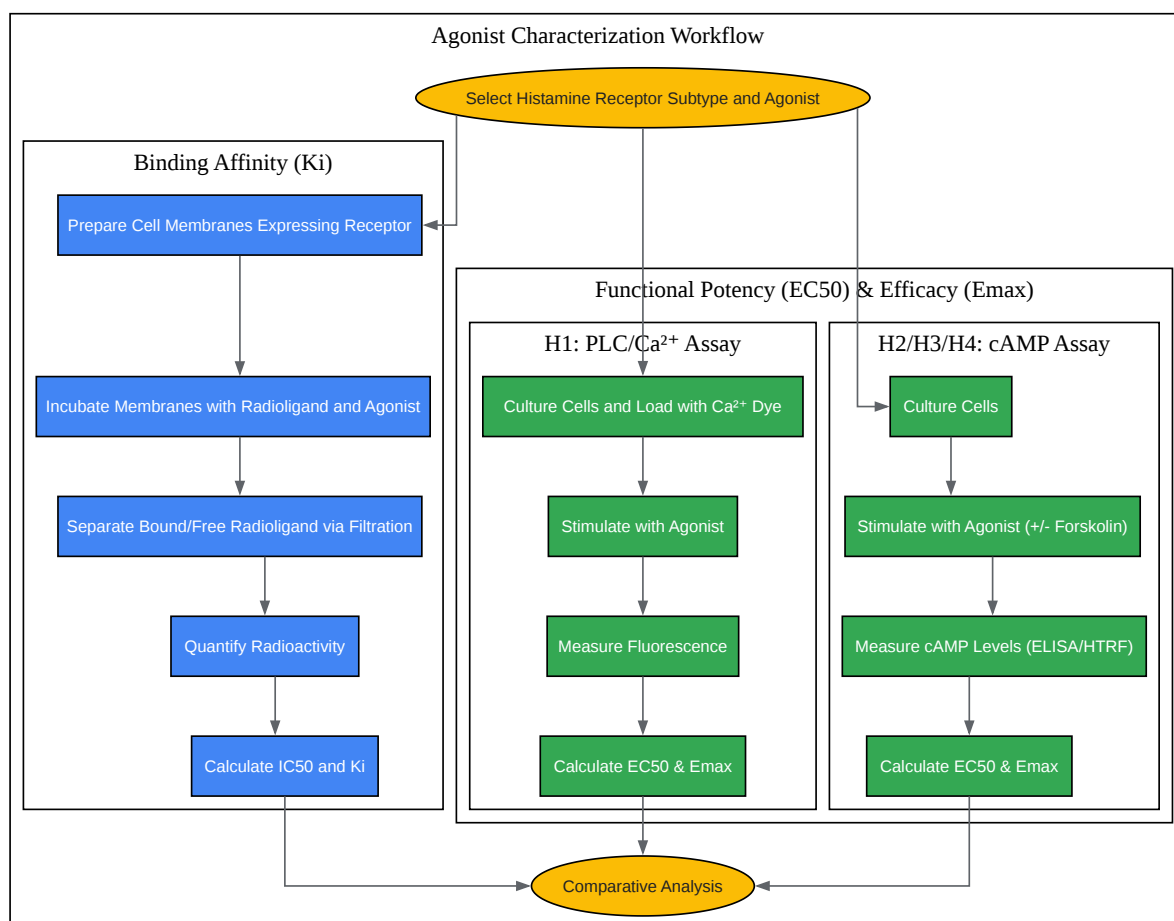 Agonist Characterization Workflow
Select Histamine Receptor Subtype and Agonist
Binding Affinity (Ki)
Prepare Cell Membranes Expressing Receptor
Incubate Membranes with Radioligand and Agonist
Separate Bound/Free Radioligand via Filtration
Quantify Radioactivity
Calculate IC50 and Ki
Functional Potency (EC50) & Efficacy (Emax)
H1: PLC/Ca²⁺ Assay
Culture Cells and Load with Ca²⁺ Dye
Stimulate with Agonist
Measure Fluorescence
Calculate EC50 & Emax
H2/H3/H4: cAMP Assay
Culture Cells
Stimulate with Agonist (+/- Forskolin)
Measure cAMP Levels (ELISA/HTRF)
Calculate EC50 & Emax
Comparative Analysis